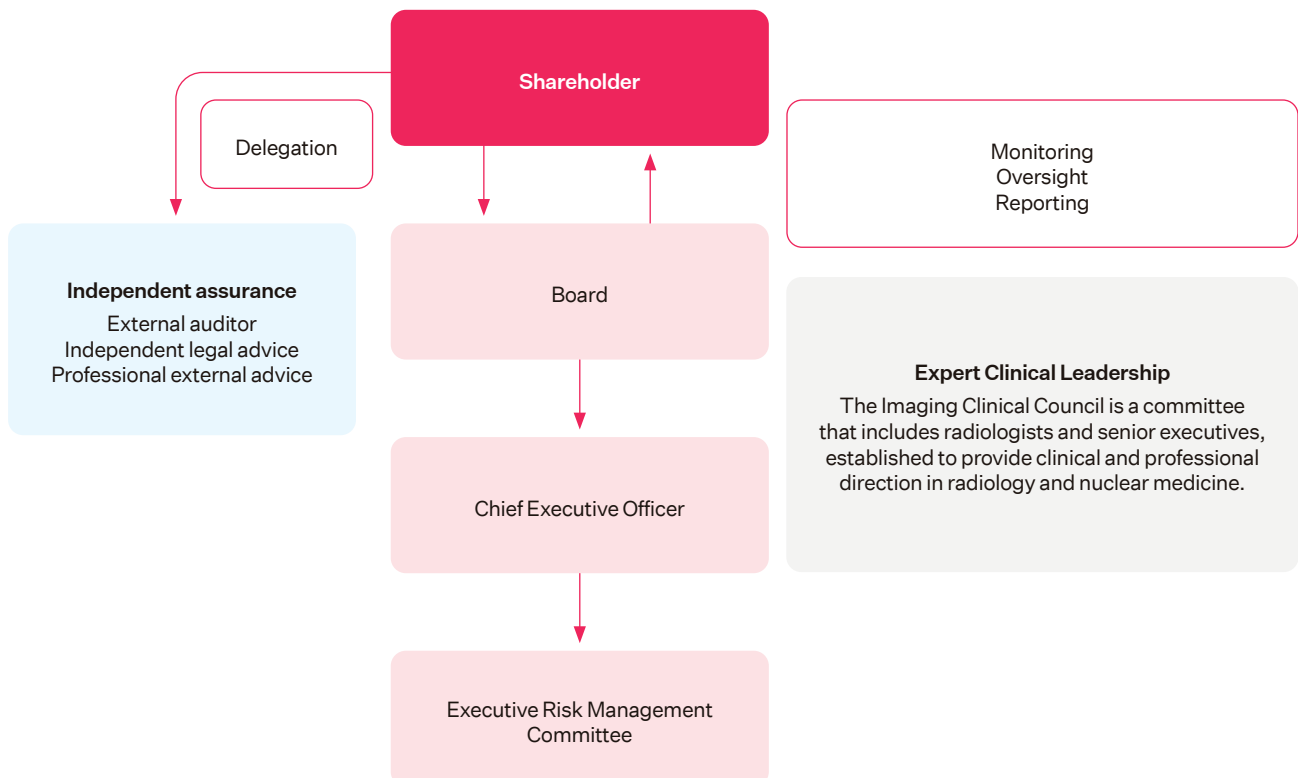 Shareholder
Delegation
Monitoring
Oversight
Reporting
Independent assurance
External auditor
Independent legal advice
Professional external advice
Board
Expert Clinical Leadership
The Imaging Clinical Council is a committee
that includes radiologists and senior executives,
established to provide clinical and professional
direction in radiology and nuclear medicine.
Chief Executive Officer
Executive Risk Management
Committee